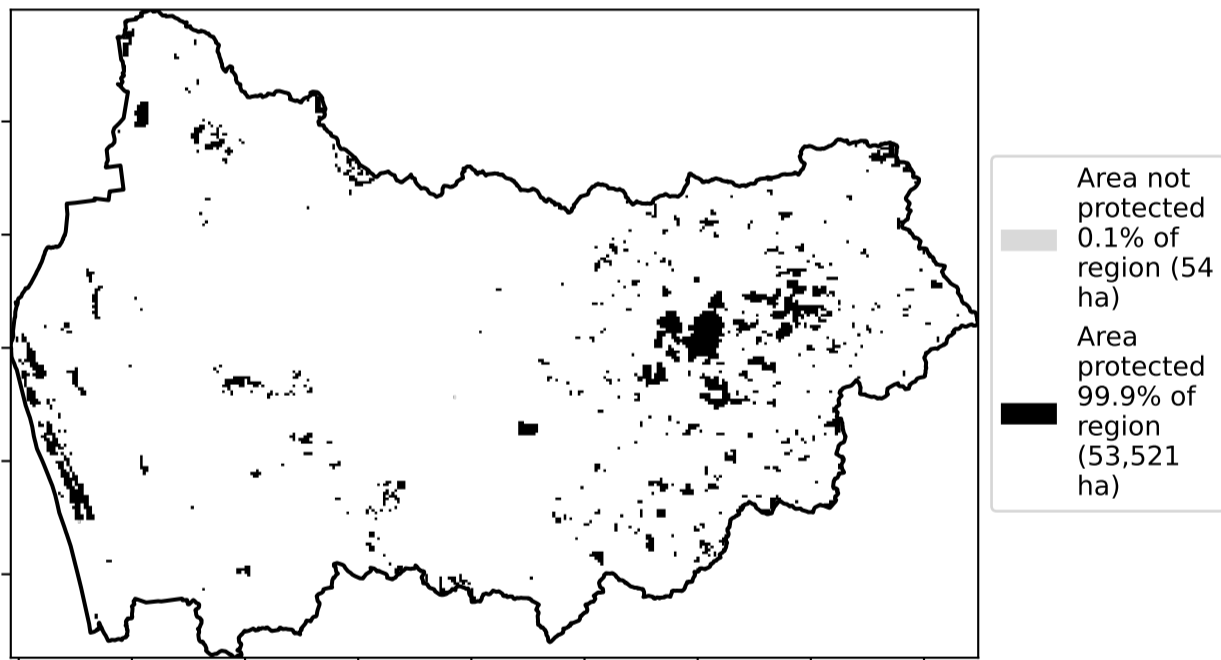 Area not
protected
0.1% of
region (54
ha)
Area
protected
99.9% of
region
(53,521
ha)